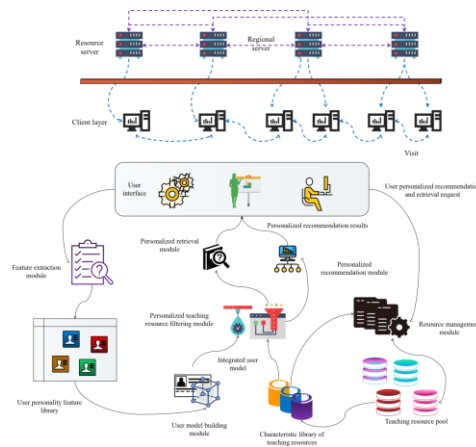 Resource
server
Regional
server
Client layer
Visit
User
interface
User personalized recommendation
and retrieval request
Personalized recommendation results
Personalized retrieval
module
Personalized
recommendation module
Feature extraction
module
Personalized teaching
resource filtering module
Integrated user
model
Resource management
module
User personality feature
library
User model building
module
Characteristic library of
teaching resources
Teaching resource pool